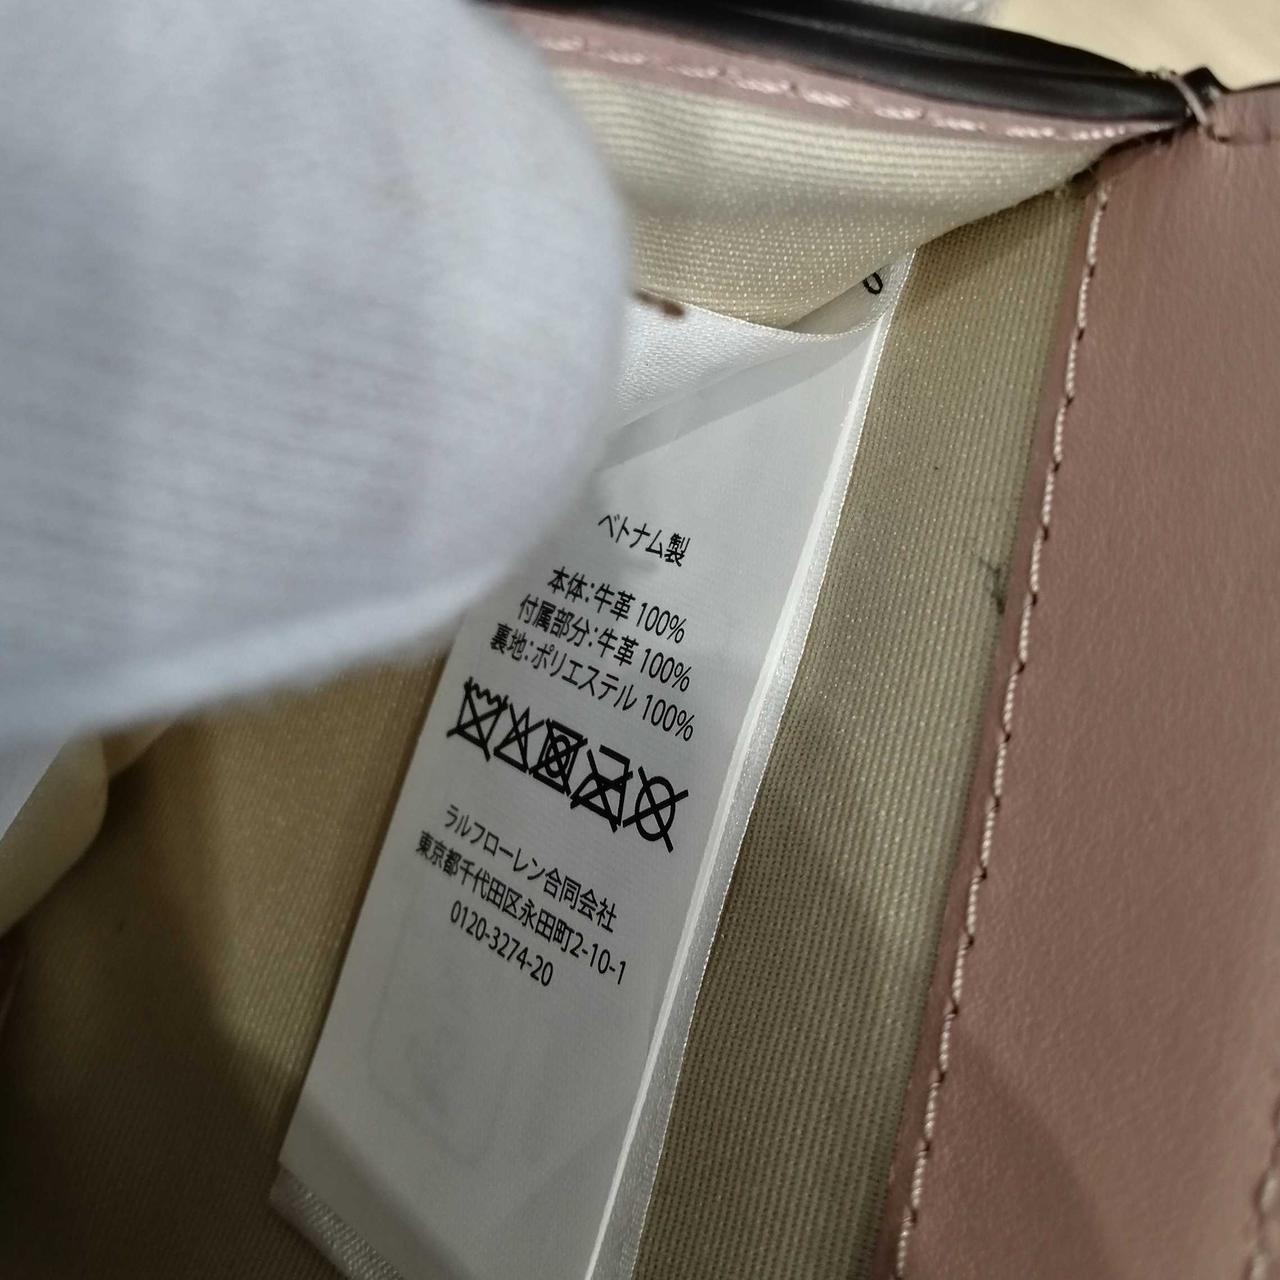 ベトナム製
本体:牛革 100%
付属部分:牛革 100%
裏地:ポリエステル 100%
ラルフローレン合同会社
東京都千代田区永田町2-10-1
0120-3274-20